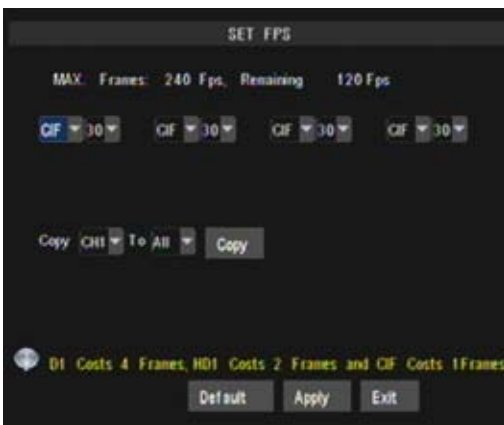 SET FPS
MAX. Frames: 240 Fps, Remaining 120 Fps
CIF 30 CIF 30 CIF 30 CIF 30
Copy CH1 To All Copy
D1 Costs 4 Frames, HD1 Costs 2 Frames and CIF Costs 1Frames
Default Apply Exit